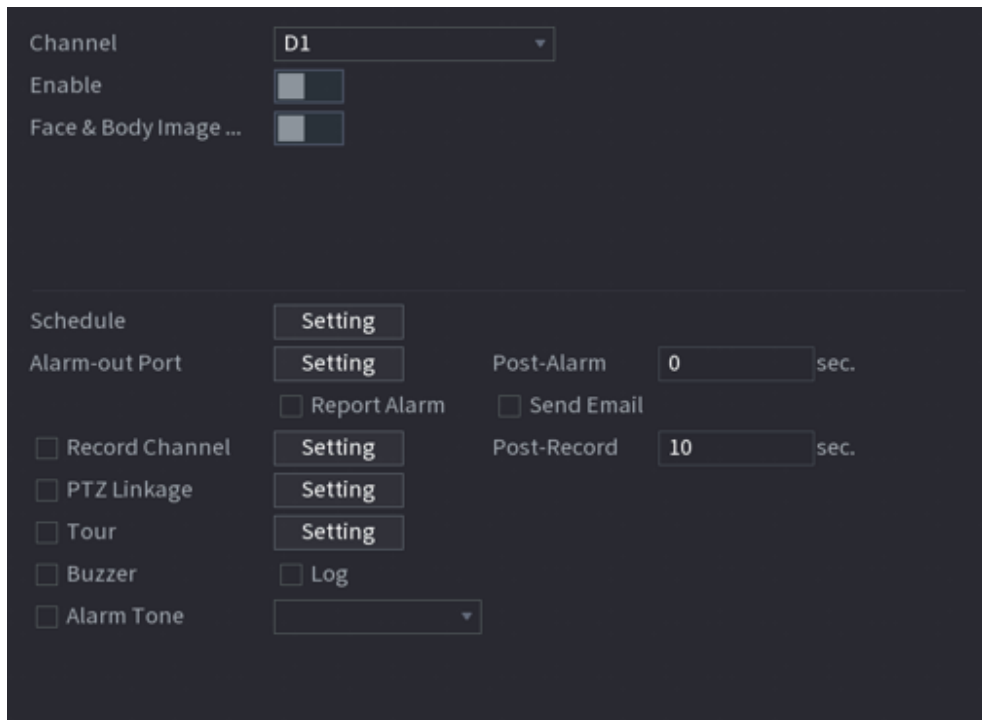 Channel D1
Enable
Face & Body Image ...
Schedule Setting
Alarm-out Port Setting Post-Alarm 0 sec.
Report Alarm Send Email
Record Channel Setting Post-Record 10 sec.
PTZ Linkage Setting
Tour Setting
Buzzer Log
Alarm Tone